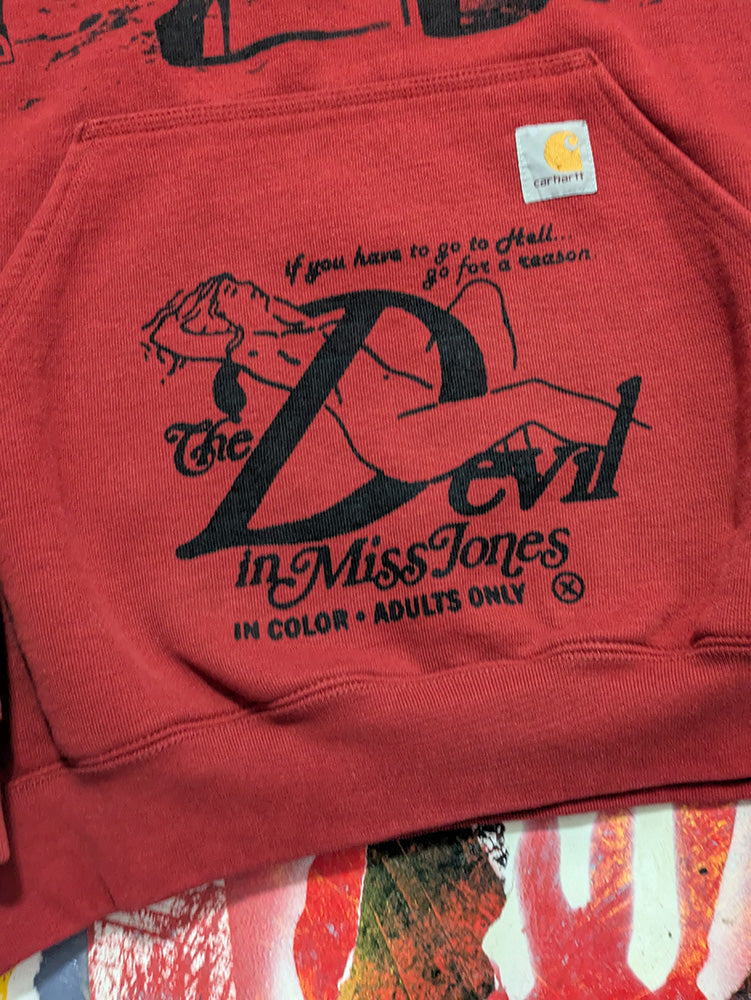 carhartt
if you have to go to Hell...
go for a reason
The Devil
in Miss Jones
IN COLOR • ADULTS ONLY X